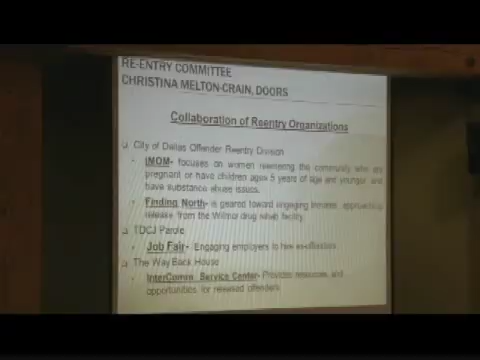 RE-ENTRY COMMITTEE
CHRISTINA MELTON-CRAIN, DOORS
Collaboration of Reentry Organizations
City of Dallas Offender Reentry Division
IMOM- focuses on women reentering the community who are
pregnant or have children ages 5 years of age and younger and
have substance abuse issues.
Finding North- is geared toward engaging inmates approaching
release from the Wilmer drug rehab facility.
TDCJ Parole
Job Fair- Engaging employers to hire ex-offenders
The Way Back House
InterComm Service Center- Provides resources and
opportunities for released offenders